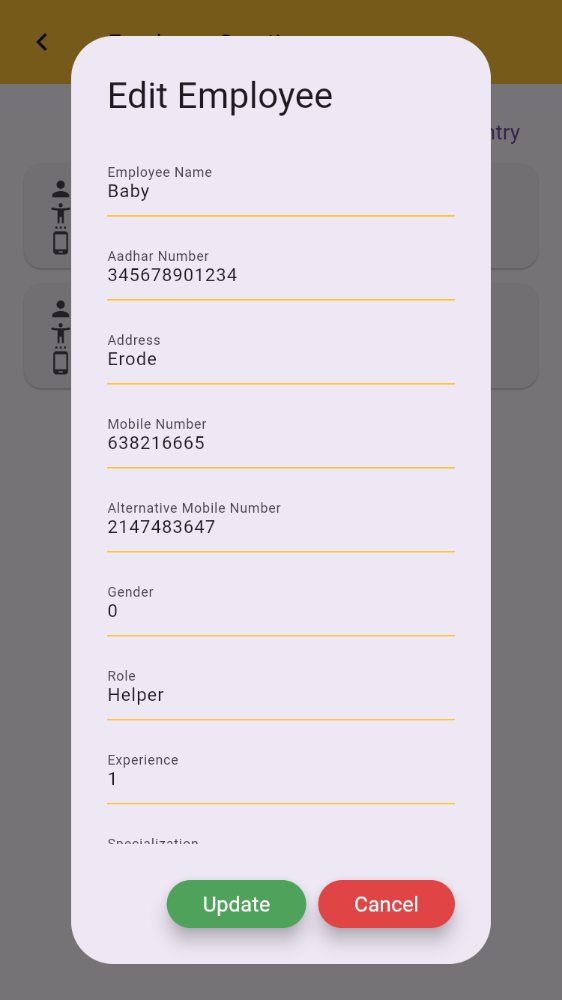 Edit Employee
ntry
Employee Name
Baby
Aadhar Number
345678901234
Address
Erode
Mobile Number
638216665
Alternative Mobile Number
2147483647
Gender
0
Role
Helper
Experience
1
Specialization
Update
Cancel